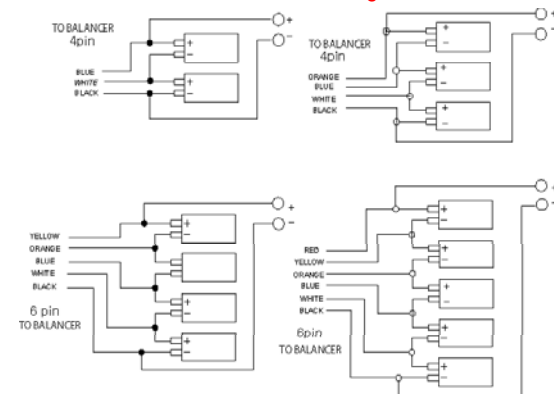 +
−
TO BALANCER
4pin
+
−
+
−
BLUE
WHITE
BLACK
+
−
TO BALANCER
4pin
+
−
+
−
+
−
ORANGE
BLUE
WHITE
BLACK
+
−
+
−
−
+
−
+
−
YELLOW
ORANGE
BLUE
WHITE
BLACK
6 pin
TO BALANCER
+
−
+
−
+
−
+
−
+
−
+
−
RED
YELLOW
ORANGE
BLUE
WHITE
BLACK
6pin
TO BALANCER